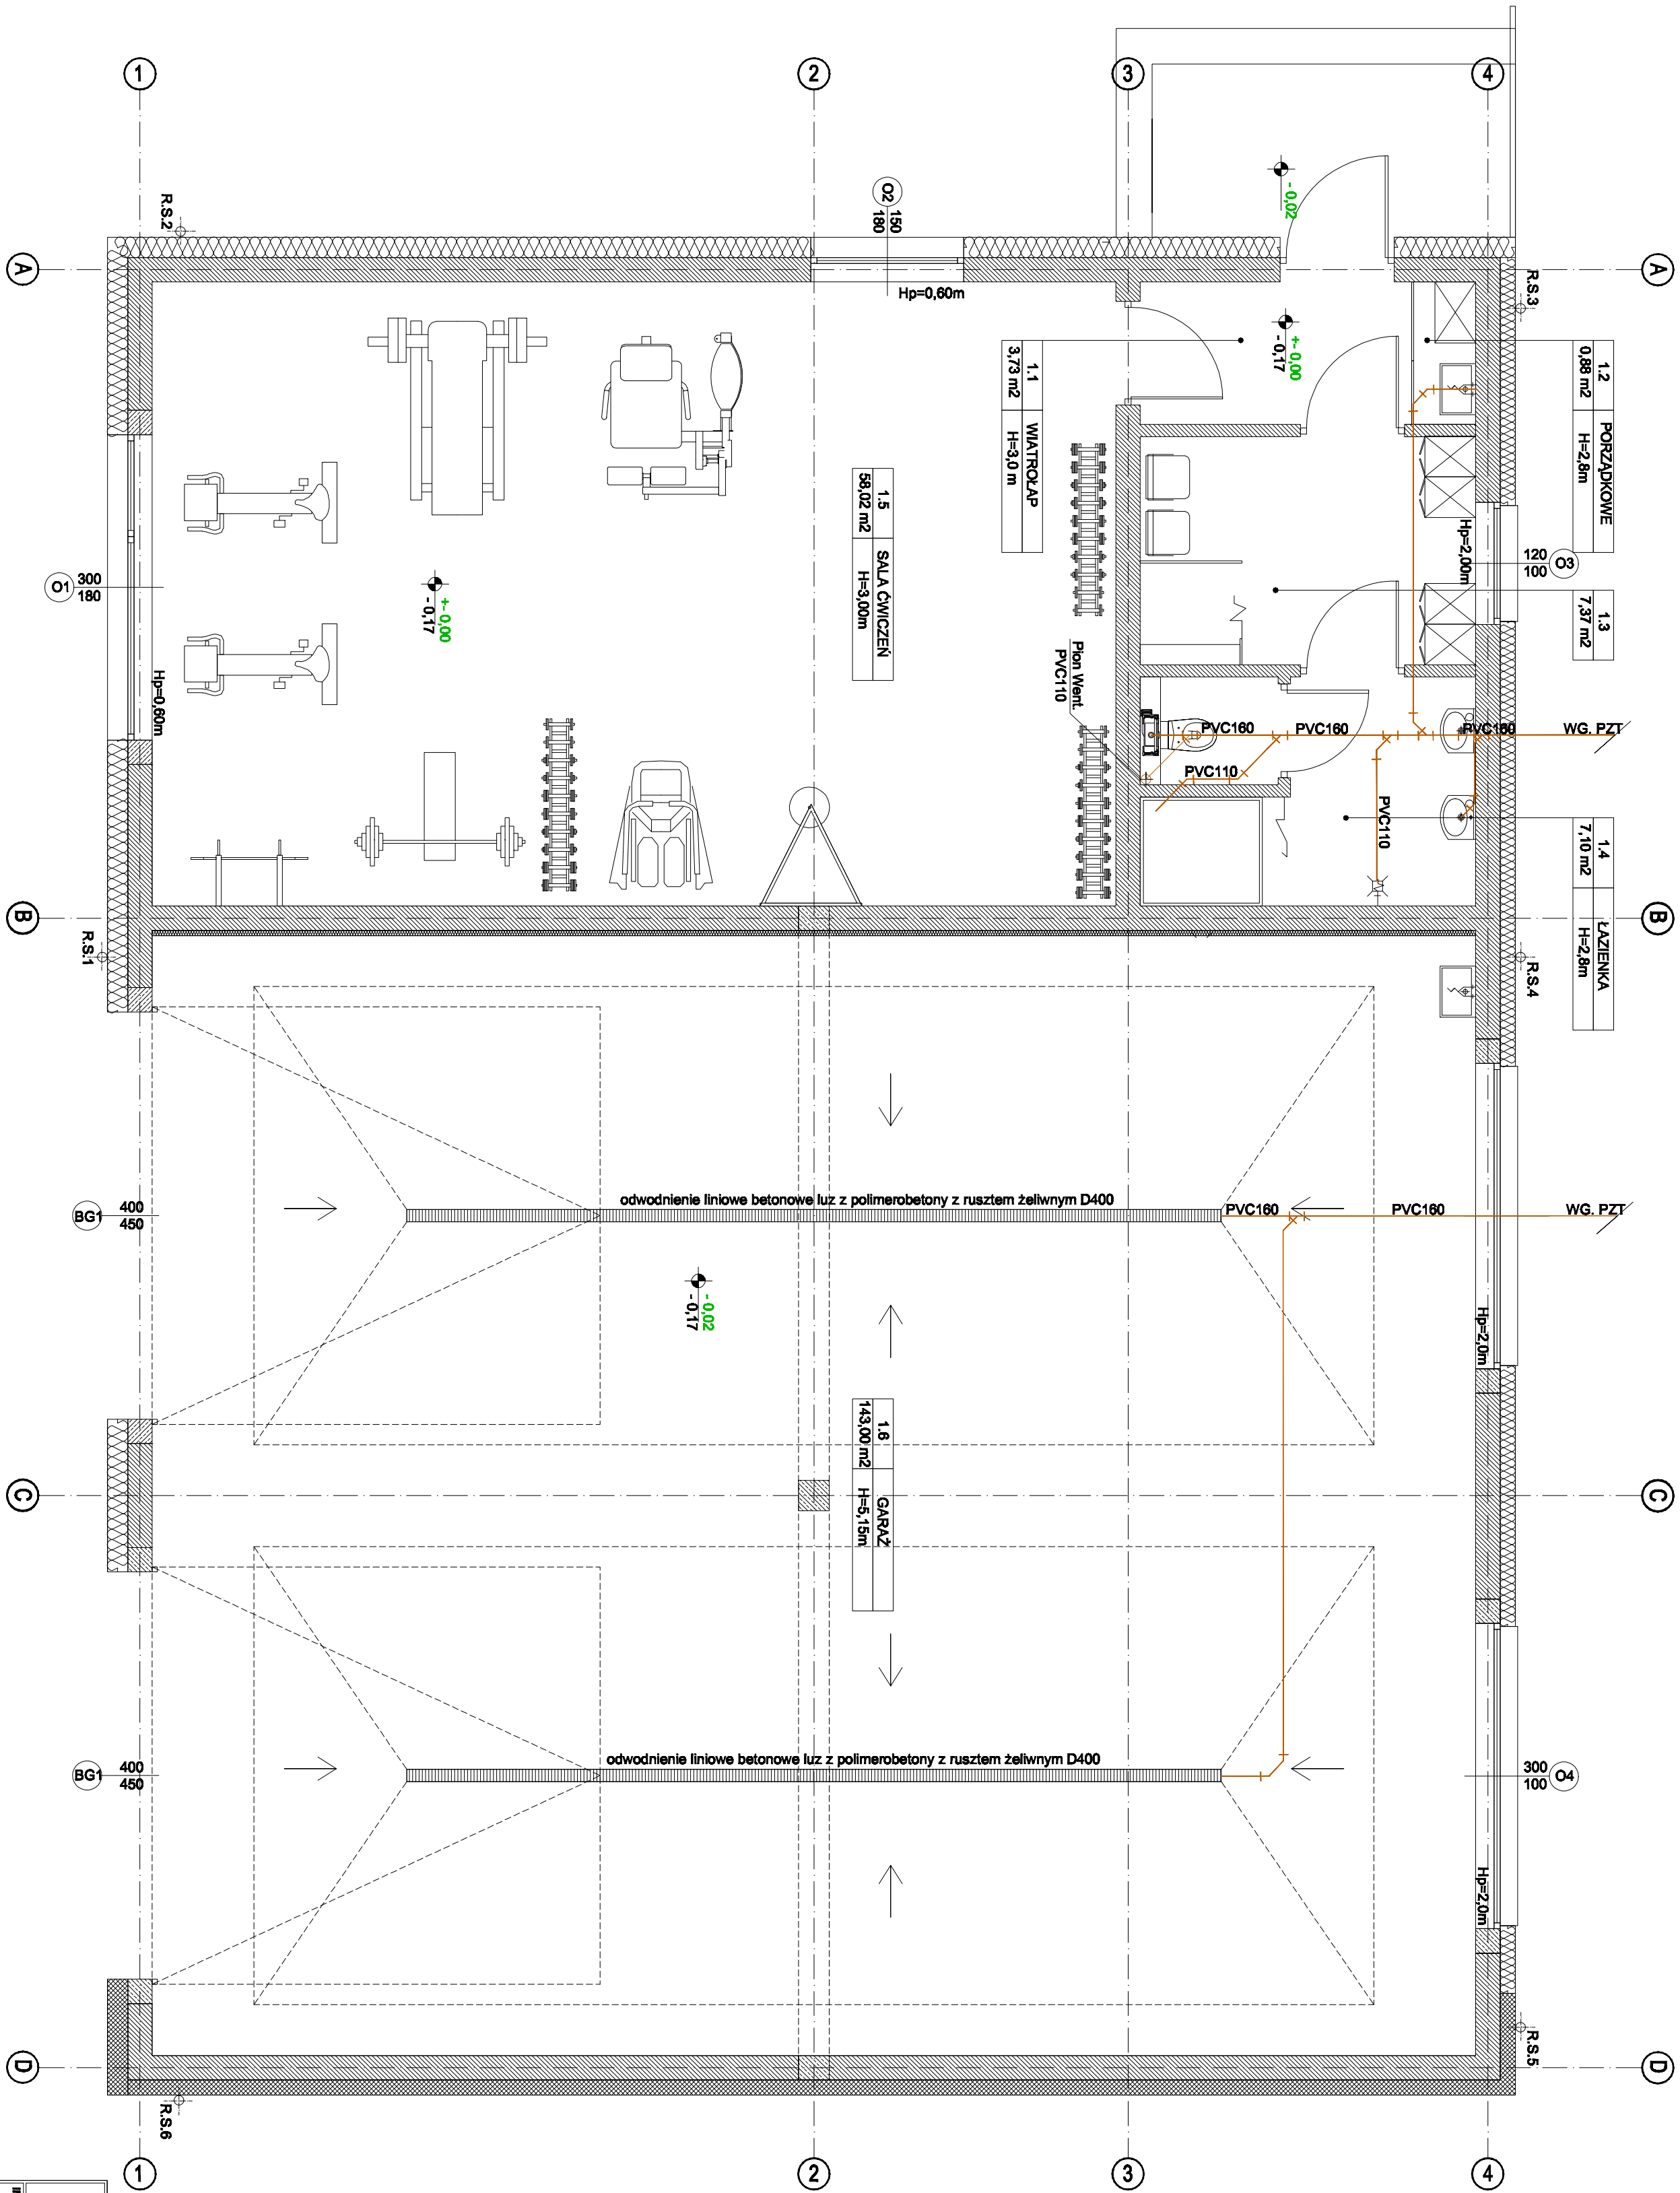 1
2
3
4
- 0,02
R.S.2
O2
150
180
A
A
R.S.3
Hp=0,60m
+- 0,00
- 0,17
1.1
WIATROŁAP
3,73 m2
H=3,0 m
1.2
PORZĄDKOWE
0,88 m2
H=2,8m
1.5
SALA ĆWICZEŃ
58,02 m2
H=3,00m
Hp=2,00m
120
100
O3
1.3
7,37 m2
O1
300
180
+- 0,00
- 0,17
Hp=0,60m
Pion Went.
PVC110
PVC160
PVC160
PVC160
WG. PZT
PVC110
PVC110
1.4
ŁAZIENKA
7,10 m2
H=2,8m
B
B
R.S.1
R.S.4
odwodnienie liniowe betonowe luz z polimerobetony z rusztem żeliwnym D400
PVC160
PVC160
WG. PZT
BG1
400
450
- 0,02
- 0,17
Hp=2,0m
1.6
GARAŻ
143,00 m2
H=5,15m
C
C
odwodnienie liniowe betonowe luz z polimerobetony z rusztem żeliwnym D400
BG1
400
450
300
100
O4
Hp=2,0m
R.S.5
D
D
R.S.6
1
2
3
4